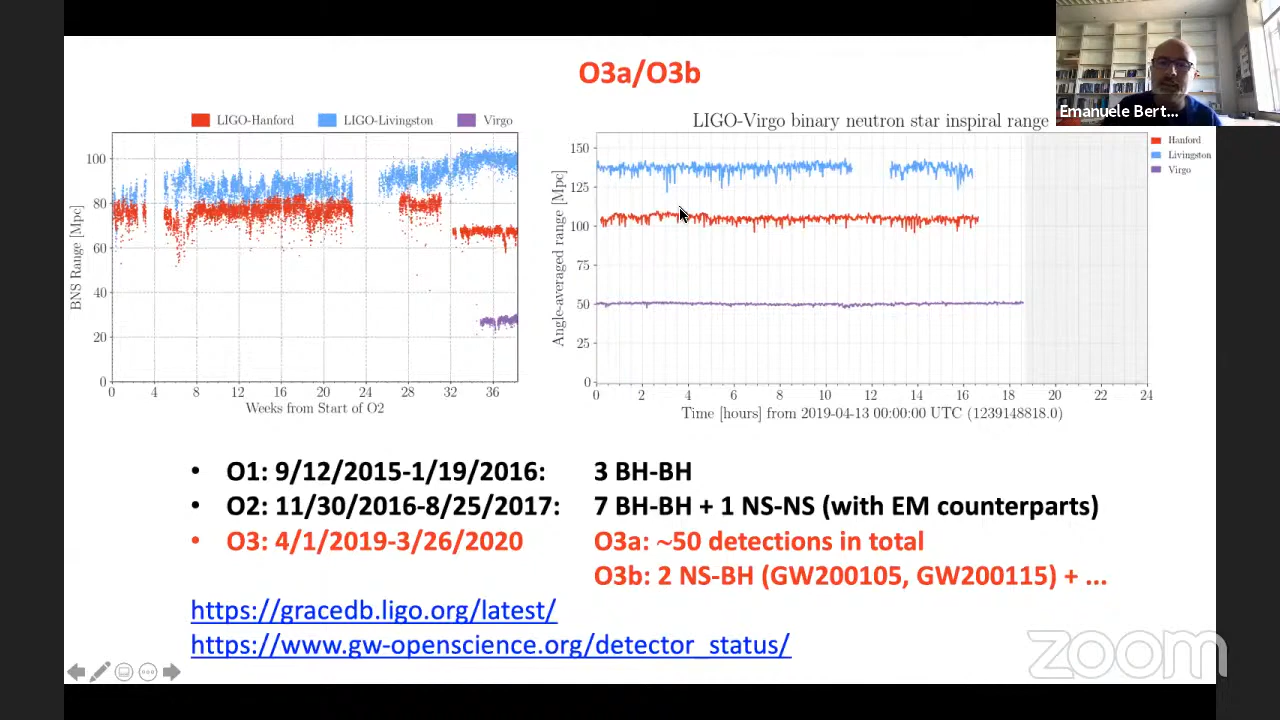 O3a/O3b
Emanuele Bert...
LIGO-Hanford LIGO-Livingston Virgo
BNS Range [Mpc]
100
80
60
40
20
0
0 4 8 12 16 20 24 28 32 36
Weeks from Start of O2
LIGO-Virgo binary neutron star inspiral range
Hanford
Livingston
Virgo
Angle-averaged range [Mpc]
150
125
100
75
50
25
0
0 2 4 6 8 10 12 14 16 18 20 22 24
Time [hours] from 2019-04-13 00:00:00 UTC (1239148818.0)
• O1: 9/12/2015-1/19/2016: 3 BH-BH
• O2: 11/30/2016-8/25/2017: 7 BH-BH + 1 NS-NS (with EM counterparts)
• O3: 4/1/2019-3/26/2020 O3a: ~50 detections in total
O3b: 2 NS-BH (GW200105, GW200115) + ...
https://gracedb.ligo.org/latest/
https://www.gw-openscience.org/detector_status/
zoom